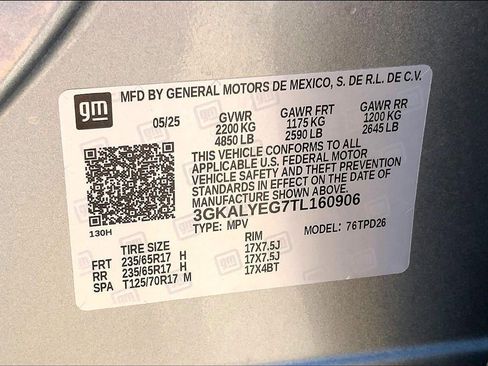 gm
MFD BY GENERAL MOTORS DE MEXICO, S. DE R.L. DE C.V.
05/25 GVWR GAWR FRT GAWR RR
2200 KG 1175 KG 1200 KG
4850 LB 2590 LB 2645 LB
THIS VEHICLE CONFORMS TO ALL
APPLICABLE U.S. FEDERAL MOTOR
VEHICLE SAFETY AND THEFT PREVENTION
STANDARDS IN EFFECT ON THE DATE OF
MANUFACTURE SHOWN ABOVE.
3GKALYEG7TL160906
130H TYPE: MPV MODEL: 76TPD26
TIRE SIZE RIM
FRT 235/65R17 H 17X7.5J
RR 235/65R17 H 17X7.5J
SPA T125/70R17 M 17X4BT